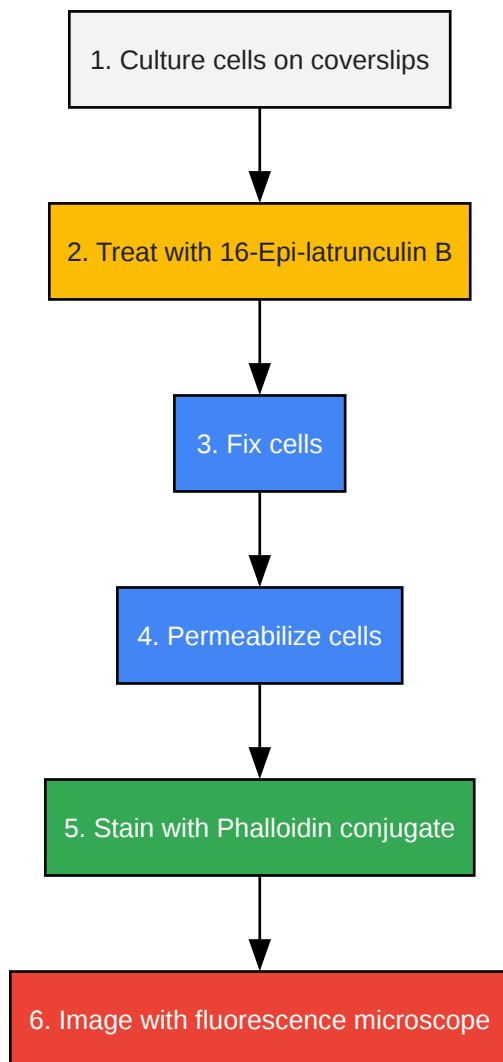 1. Culture cells on coverslips
2. Treat with 16-Epi-latrunculin B
3. Fix cells
4. Permeabilize cells
5. Stain with Phalloidin conjugate
6. Image with fluorescence microscope